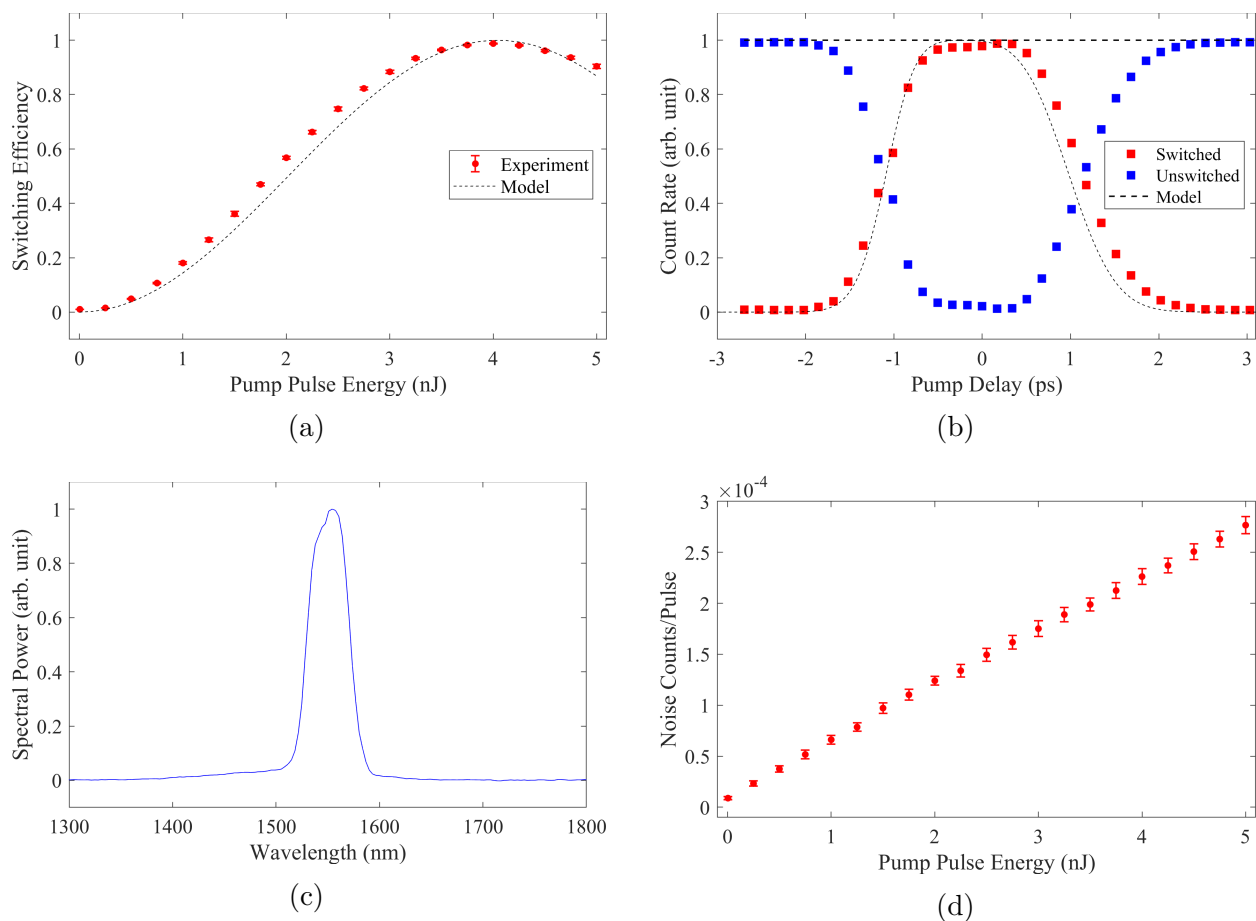 1
0.8
0.6
0.4
0.2
0
Switching Efficiency
Experiment
Model
0 1 2 3 4 5
Pump Pulse Energy (nJ)
(a)
1
0.8
0.6
0.4
0.2
0
Count Rate (arb. unit)
Switched
Unswitched
Model
-3 -2 -1 0 1 2 3
Pump Delay (ps)
(b)
1
0.8
0.6
0.4
0.2
0
Spectral Power (arb. unit)
1300 1400 1500 1600 1700 1800
Wavelength (nm)
(c)
×10⁻⁴
3
2.5
2
1.5
1
0.5
0
Noise Counts/Pulse
0 1 2 3 4 5
Pump Pulse Energy (nJ)
(d)